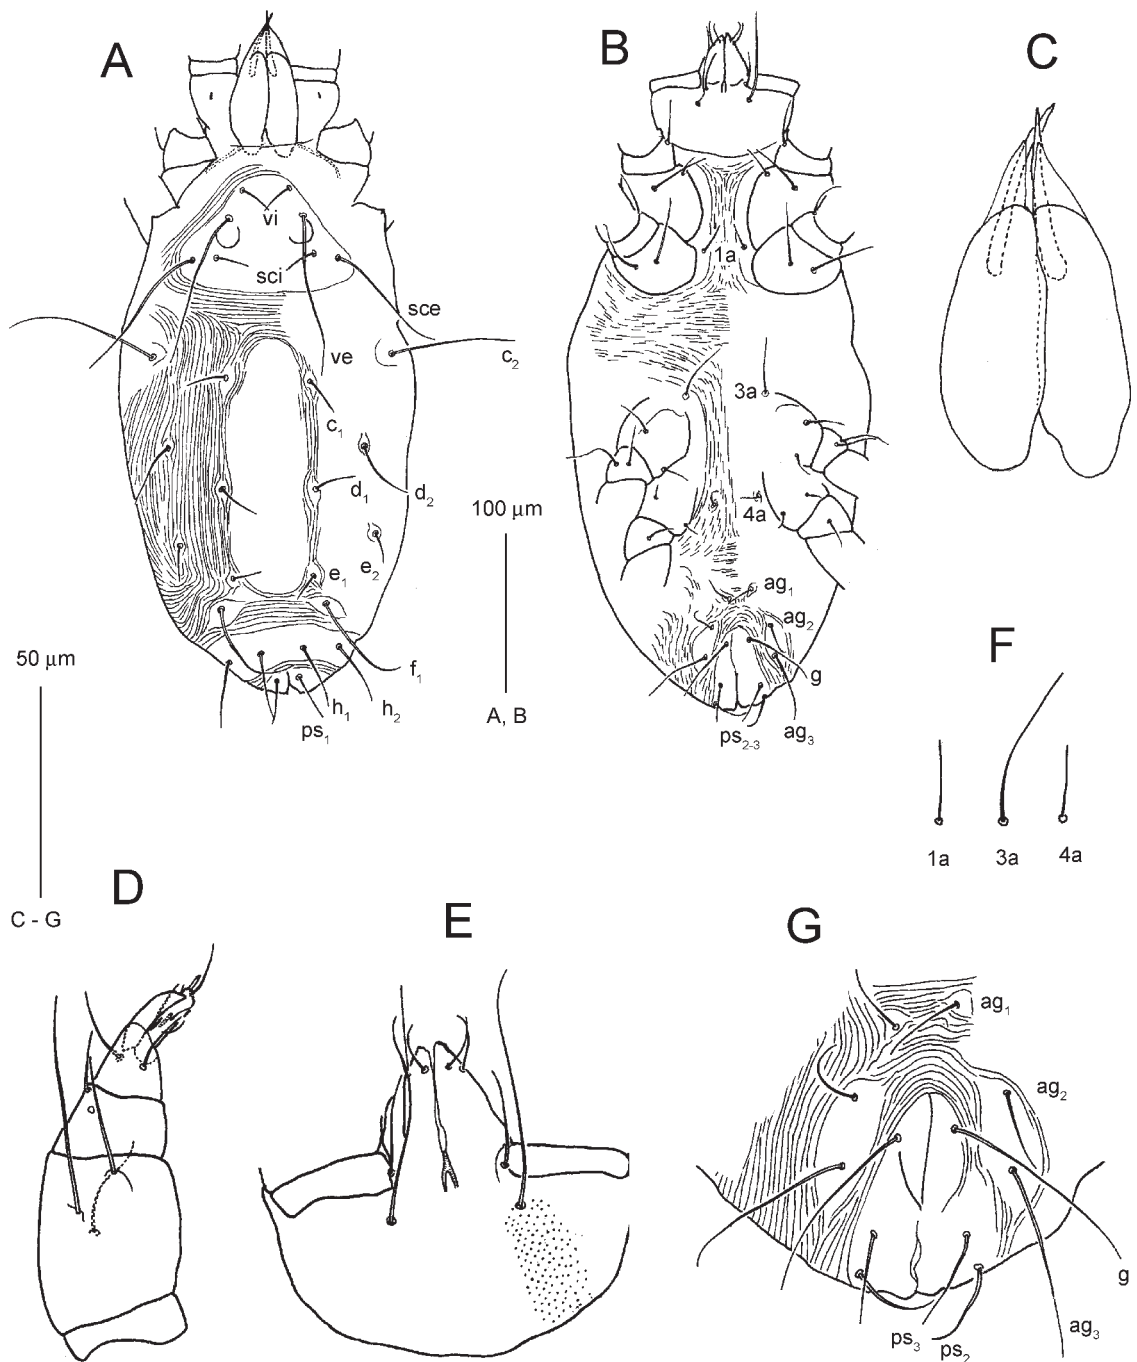 A
B
C
vi
sci
sce
ve
c₂
c₁
d₁
d₂
e₁
e₂
f₁
h₁
h₂
ps₁
1a
3a
4a
ag₁
ag₂
g
ag₃
ps₂₋₃
100 µm
A, B
50 µm
C - G
F
1a 3a 4a
D
E
G
ag₁
ag₂
g
ag₃
ps₃
ps₂